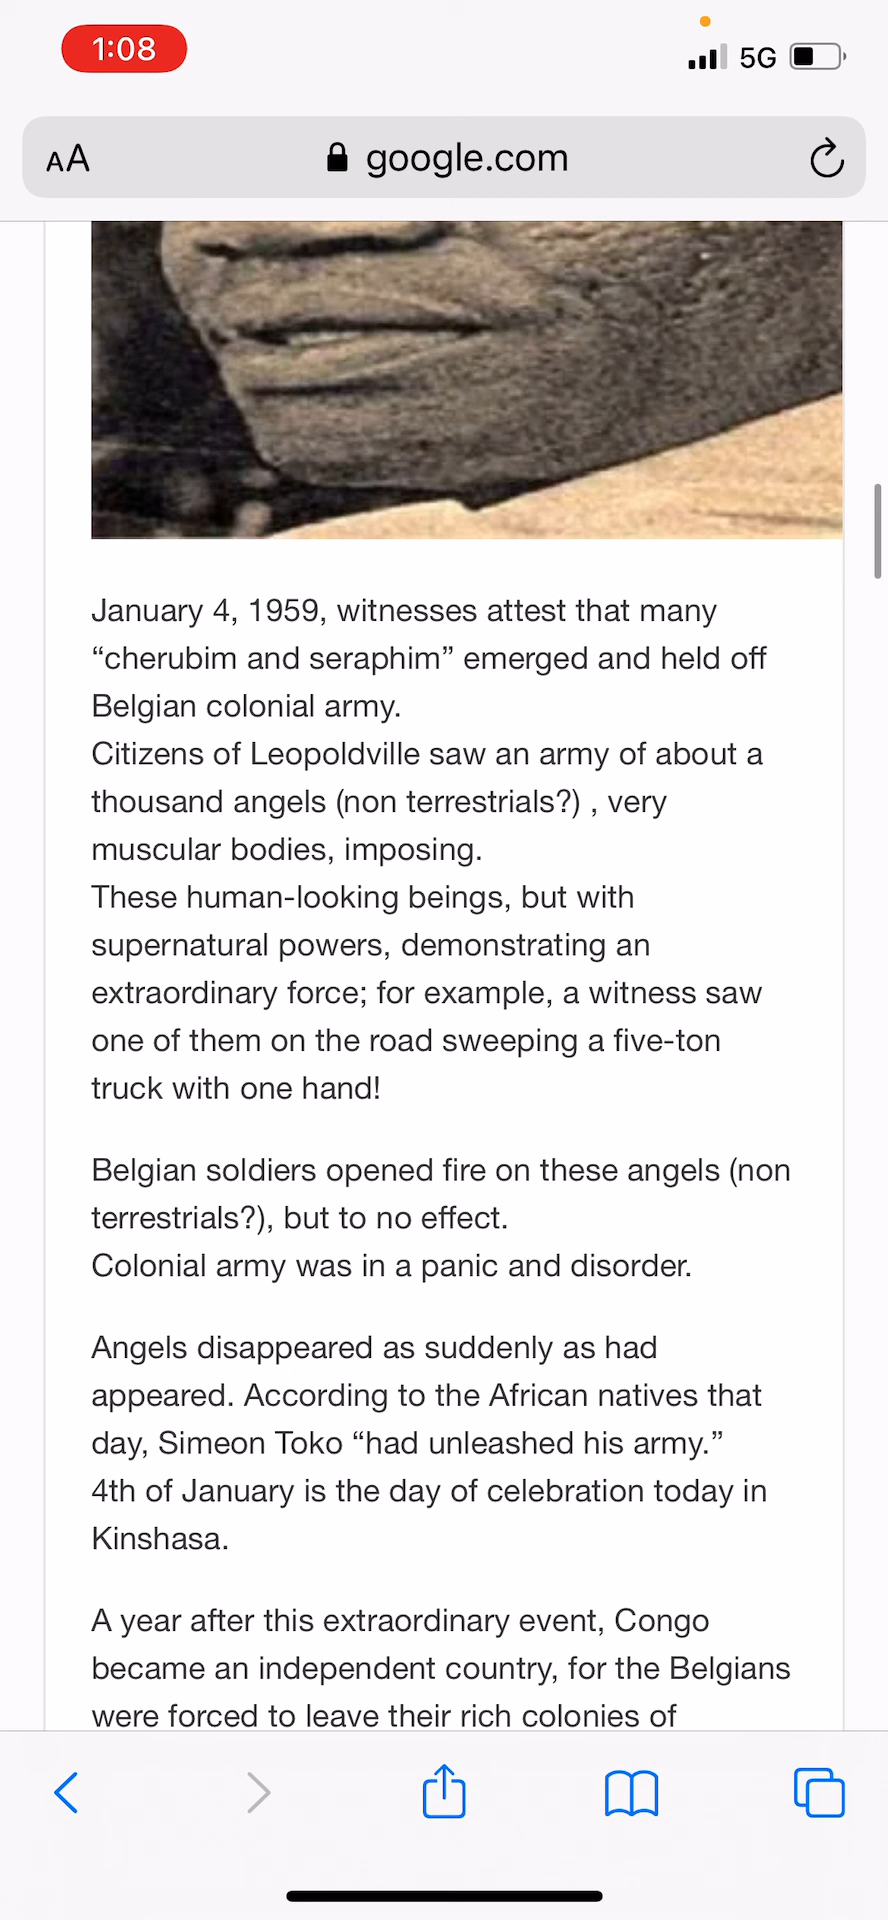 1:08
5G
AA
google.com
January 4, 1959, witnesses attest that many
“cherubim and seraphim” emerged and held off
Belgian colonial army.
Citizens of Leopoldville saw an army of about a
thousand angels (non terrestrials?) , very
muscular bodies, imposing.
These human-looking beings, but with
supernatural powers, demonstrating an
extraordinary force; for example, a witness saw
one of them on the road sweeping a five-ton
truck with one hand!
Belgian soldiers opened fire on these angels (non
terrestrials?), but to no effect.
Colonial army was in a panic and disorder.
Angels disappeared as suddenly as had
appeared. According to the African natives that
day, Simeon Toko “had unleashed his army.”
4th of January is the day of celebration today in
Kinshasa.
A year after this extraordinary event, Congo
became an independent country, for the Belgians
were forced to leave their rich colonies of